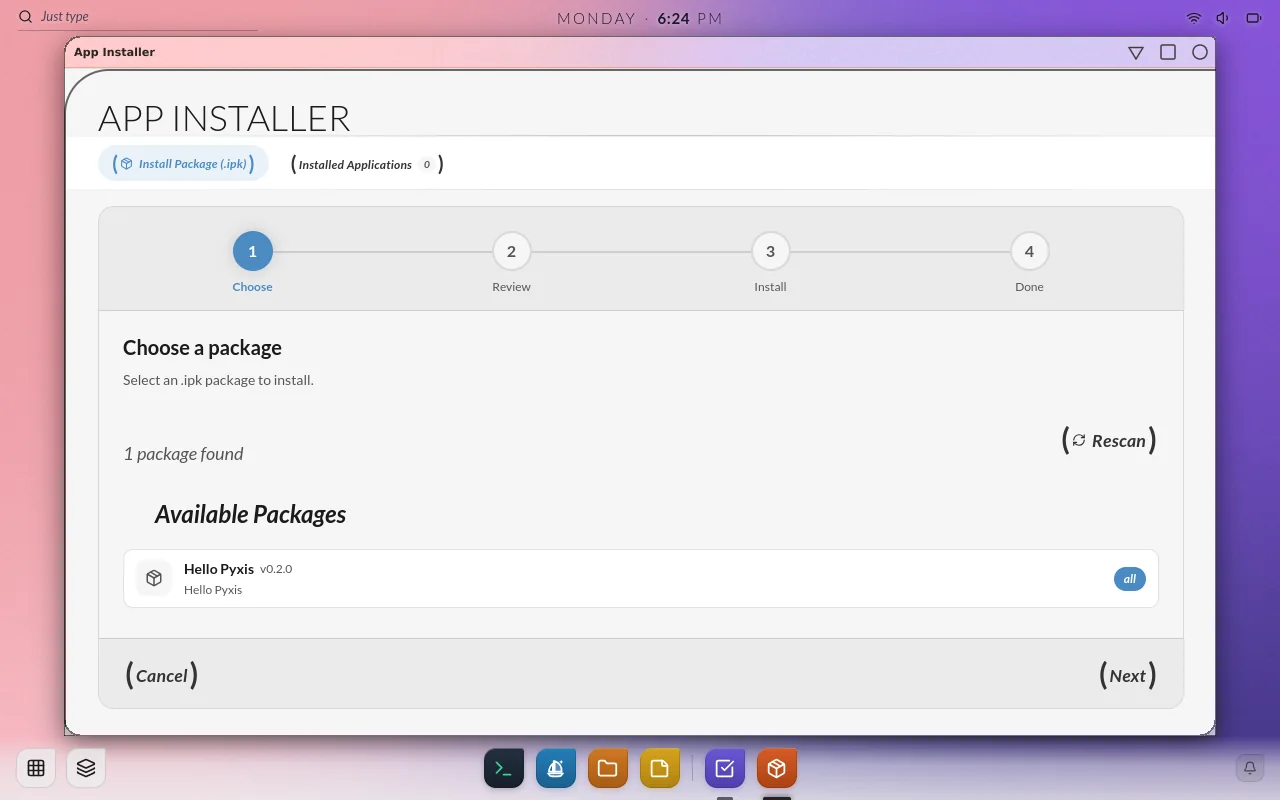 Just type
MONDAY · 6:24 PM
App Installer
APP INSTALLER
(Install Package (.ipk))
(Installed Applications 0)
1
2
3
4
Choose
Review
Install
Done
Choose a package
Select an .ipk package to install.
(Rescan)
1 package found
Available Packages
Hello Pyxis v0.2.0
Hello Pyxis
all
(Cancel)
(Next)